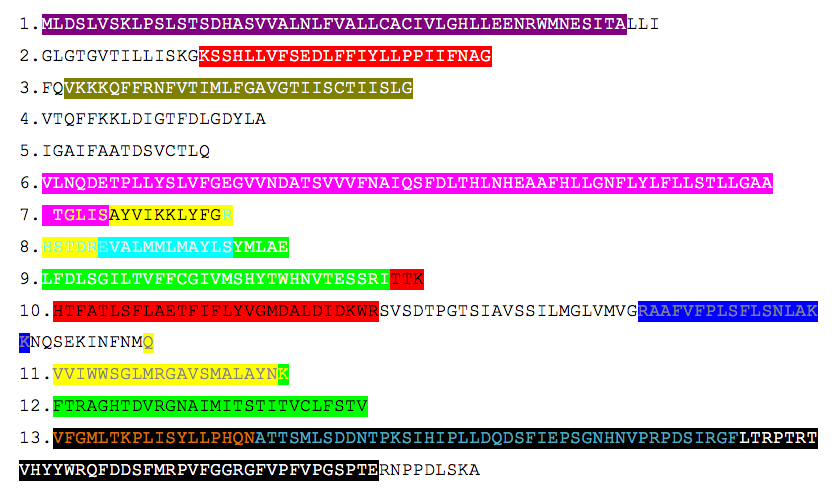 1.MLDSLVSKLPSLSTSDHASVVALNLFVALLCACIVLGHLLEENRWMNESITALLI
2.GLGTGVTILLISKGKSSHLLVFSEDLFFIYLLPPIIFNAG
3.FQVKKKQFFRNFVTIMLFGAVGTIISCTIISLG
4.VTQFFKKLDIGTFDLGDYLA
5.IGAIFAATDSVCTLQ
6.VLNQDETPLLYSLVFGEGVVNDATSVVVFNAIQSFDLTHLNHEAAFHLLGNFLYLFLLSTLLGAA
7. TGLISAYVIKKLYFGR
8.HSTDREVALMMLMAYLSYMLAE
9.LFDLSGILTVFFCGIVMSHYTWHNVTESSRITTK
10.HTFATLSFLAETFIFLYVGMDALDIDKWRSVSDTPGTSIAVSSILMGLVMVGRAAFVFPLSFLSNLAK
KNQSEKINFNMQ
11.VVIWWSGLMRGAVSMALAYNK
12.FTRAGHTDVRGNAIMITSTITVCLFSTV
13.VFGMLTKPLISYLLPHQNATTSMLSDDNTPKSIHIPLLDQDSFIEPSGNHNVPRPDSIRGFLTRPTRT
VHYYWRQFDDSFMRPVFGGRGFVPFVPGSPTERNPPDLSKA